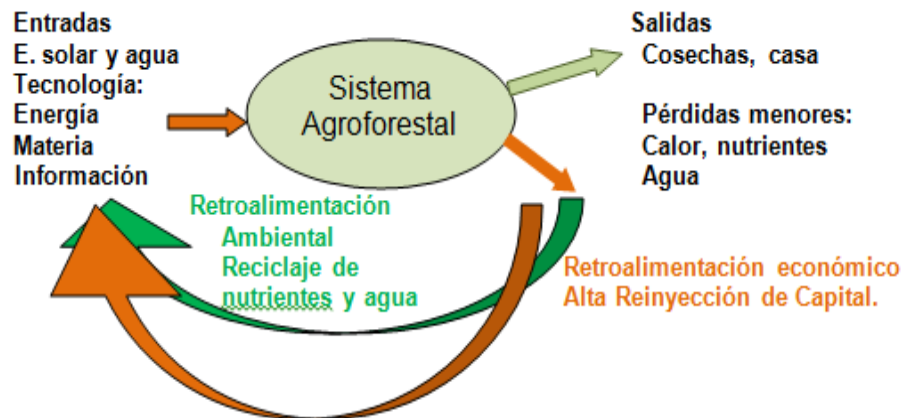 Entradas
E. solar y agua
Tecnología:
Energía
Materia
Información
Sistema
Agroforestal
Salidas
Cosechas, casa
Pérdidas menores:
Calor, nutrientes
Agua
Retroalimentación
Ambiental
Reciclaje de
nutrientes y agua
Retroalimentación económico
Alta Reinyección de Capital.